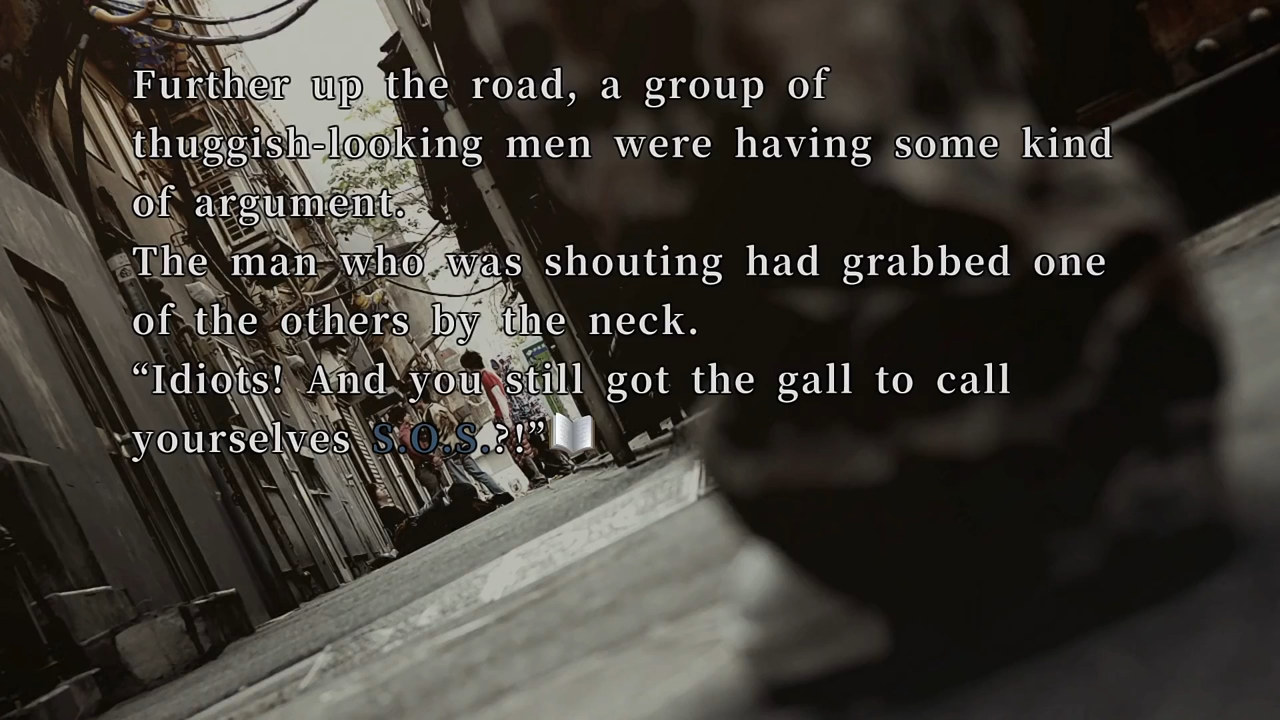 Further up the road, a group of
thuggish-looking men were having some kind
of argument.
The man who was shouting had grabbed one
of the others by the neck.
“Idiots! And you still got the gall to call
yourselves S.O.S.?!”